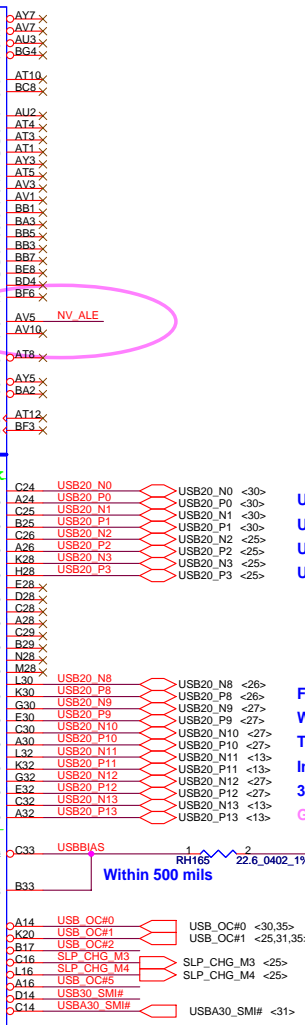 AY7
AV7
AU3
BG4
AT10
BC8
AU2
AT4
AT3
AT1
AY3
AT5
AV3
AV1
BB1
BA3
BB5
BB3
BB7
BE8
BD4
BF6
AV5 NV_ALE
AV10
AT8
AY5
BA2
AT12
BF3
C24 USB20_N0 USB20_N0 <30>
A24 USB20_P0 USB20_P0 <30>
C25 USB20_N1 USB20_N1 <30>
B25 USB20_P1 USB20_P1 <30>
C26 USB20_N2 USB20_N2 <25>
A26 USB20_P2 USB20_P2 <25>
K28 USB20_N3 USB20_N3 <25>
H28 USB20_P3 USB20_P3 <25>
E28
D28
C28
A28
C29
B29
N28
M28
L30 USB20_N8 USB20_N8 <26>
K30 USB20_P8 USB20_P8 <26>
G30 USB20_N9 USB20_N9 <27>
E30 USB20_P9 USB20_P9 <27>
C30 USB20_N10 USB20_N10 <27>
A30 USB20_P10 USB20_P10 <27>
L32 USB20_N11 USB20_N11 <13>
K32 USB20_P11 USB20_P11 <13>
G32 USB20_N12 USB20_N12 <27>
E32 USB20_P12 USB20_P12 <27>
C32 USB20_N13 USB20_N13 <13>
A32 USB20_P13 USB20_P13 <13>
C33 USBBIAS 1 2
RH165 22.6_0402_1%
Within 500 mils
B33
A14 USB_OC#0 USB_OC#0 <30,35>
K20 USB_OC#1 USB_OC#1 <25,31,35>
B17 USB_OC#2
C16 SLP_CHG_M3 SLP_CHG_M3 <25>
L16 SLP_CHG_M4 SLP_CHG_M4 <25>
A16 USB_OC#5
D14 USB30_SMI#
C14 USBA30_SMI# USBA30_SMI# <31>